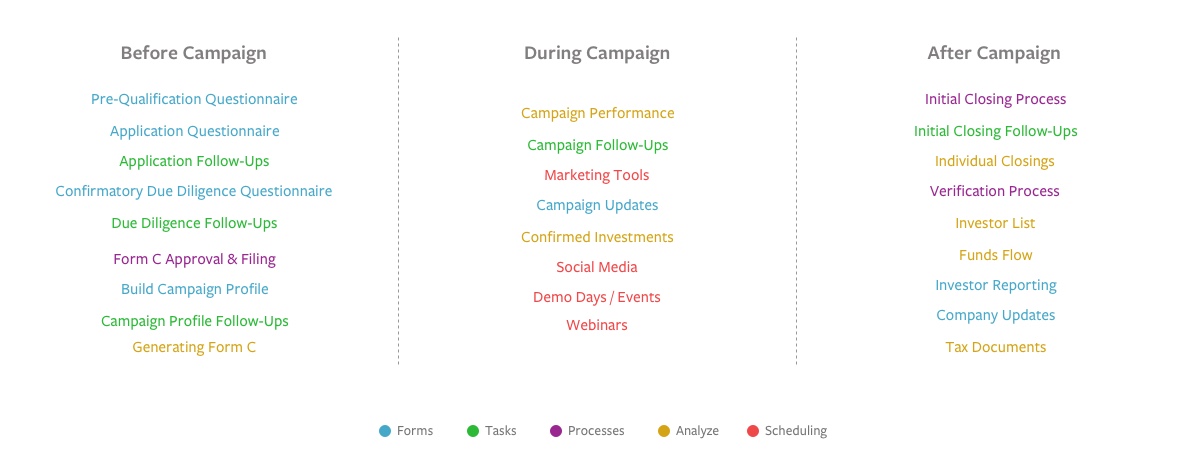 Before Campaign
Pre-Qualification Questionnaire
Application Questionnaire
Application Follow-Ups
Confirmatory Due Diligence Questionnaire
Due Diligence Follow-Ups
Form C Approval & Filing
Build Campaign Profile
Campaign Profile Follow-Ups
Generating Form C
During Campaign
Campaign Performance
Campaign Follow-Ups
Marketing Tools
Campaign Updates
Confirmed Investments
Social Media
Demo Days / Events
Webinars
After Campaign
Initial Closing Process
Initial Closing Follow-Ups
Individual Closings
Verification Process
Investor List
Funds Flow
Investor Reporting
Company Updates
Tax Documents
Forms
Tasks
Processes
Analyze
Scheduling